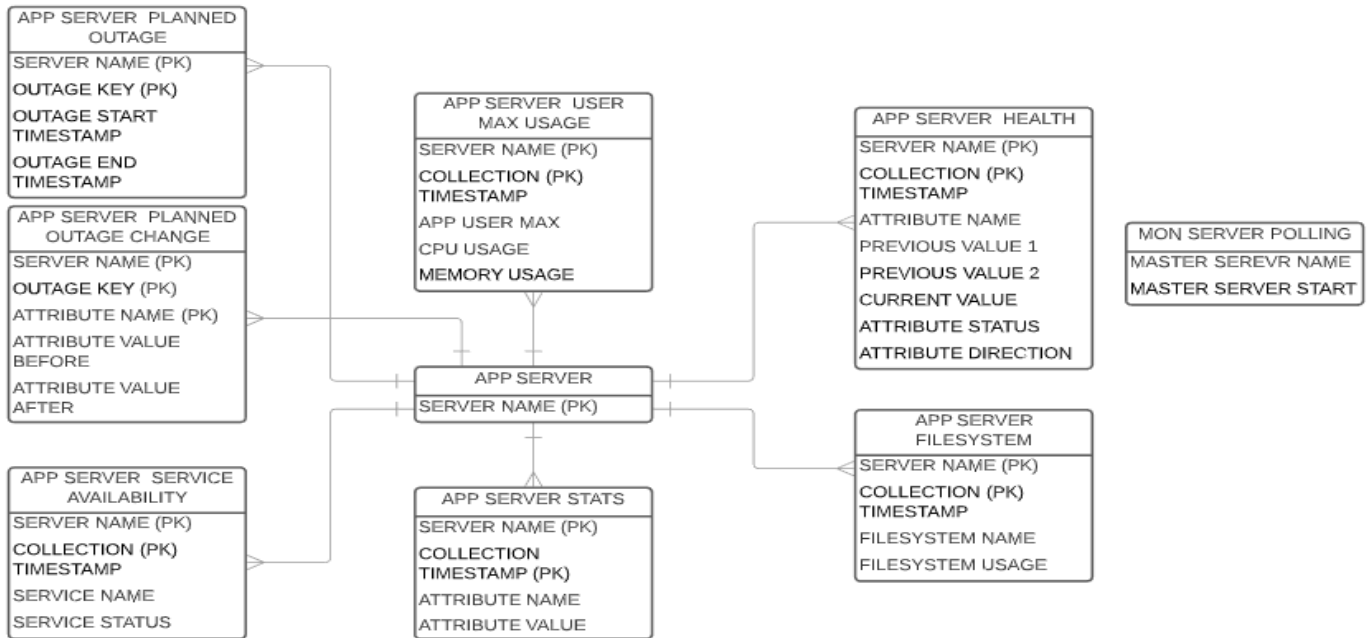 APP SERVER PLANNED
OUTAGE
SERVER NAME (PK)
OUTAGE KEY (PK)
OUTAGE START
TIMESTAMP
OUTAGE END
TIMESTAMP
APP SERVER PLANNED
OUTAGE CHANGE
SERVER NAME (PK)
OUTAGE KEY (PK)
ATTRIBUTE NAME (PK)
ATTRIBUTE VALUE
BEFORE
ATTRIBUTE VALUE
AFTER
APP SERVER SERVICE
AVAILABILITY
SERVER NAME (PK)
COLLECTION (PK)
TIMESTAMP
SERVICE NAME
SERVICE STATUS
APP SERVER USER
MAX USAGE
SERVER NAME (PK)
COLLECTION (PK)
TIMESTAMP
APP USER MAX
CPU USAGE
MEMORY USAGE
APP SERVER
SERVER NAME (PK)
APP SERVER STATS
SERVER NAME (PK)
COLLECTION
TIMESTAMP (PK)
ATTRIBUTE NAME
ATTRIBUTE VALUE
APP SERVER HEALTH
SERVER NAME (PK)
COLLECTION (PK)
TIMESTAMP
ATTRIBUTE NAME
PREVIOUS VALUE 1
PREVIOUS VALUE 2
CURRENT VALUE
ATTRIBUTE STATUS
ATTRIBUTE DIRECTION
APP SERVER
FILESYSTEM
SERVER NAME (PK)
COLLECTION (PK)
TIMESTAMP
FILESYSTEM NAME
FILESYSTEM USAGE
MON SERVER POLLING
MASTER SEREVR NAME
MASTER SERVER START